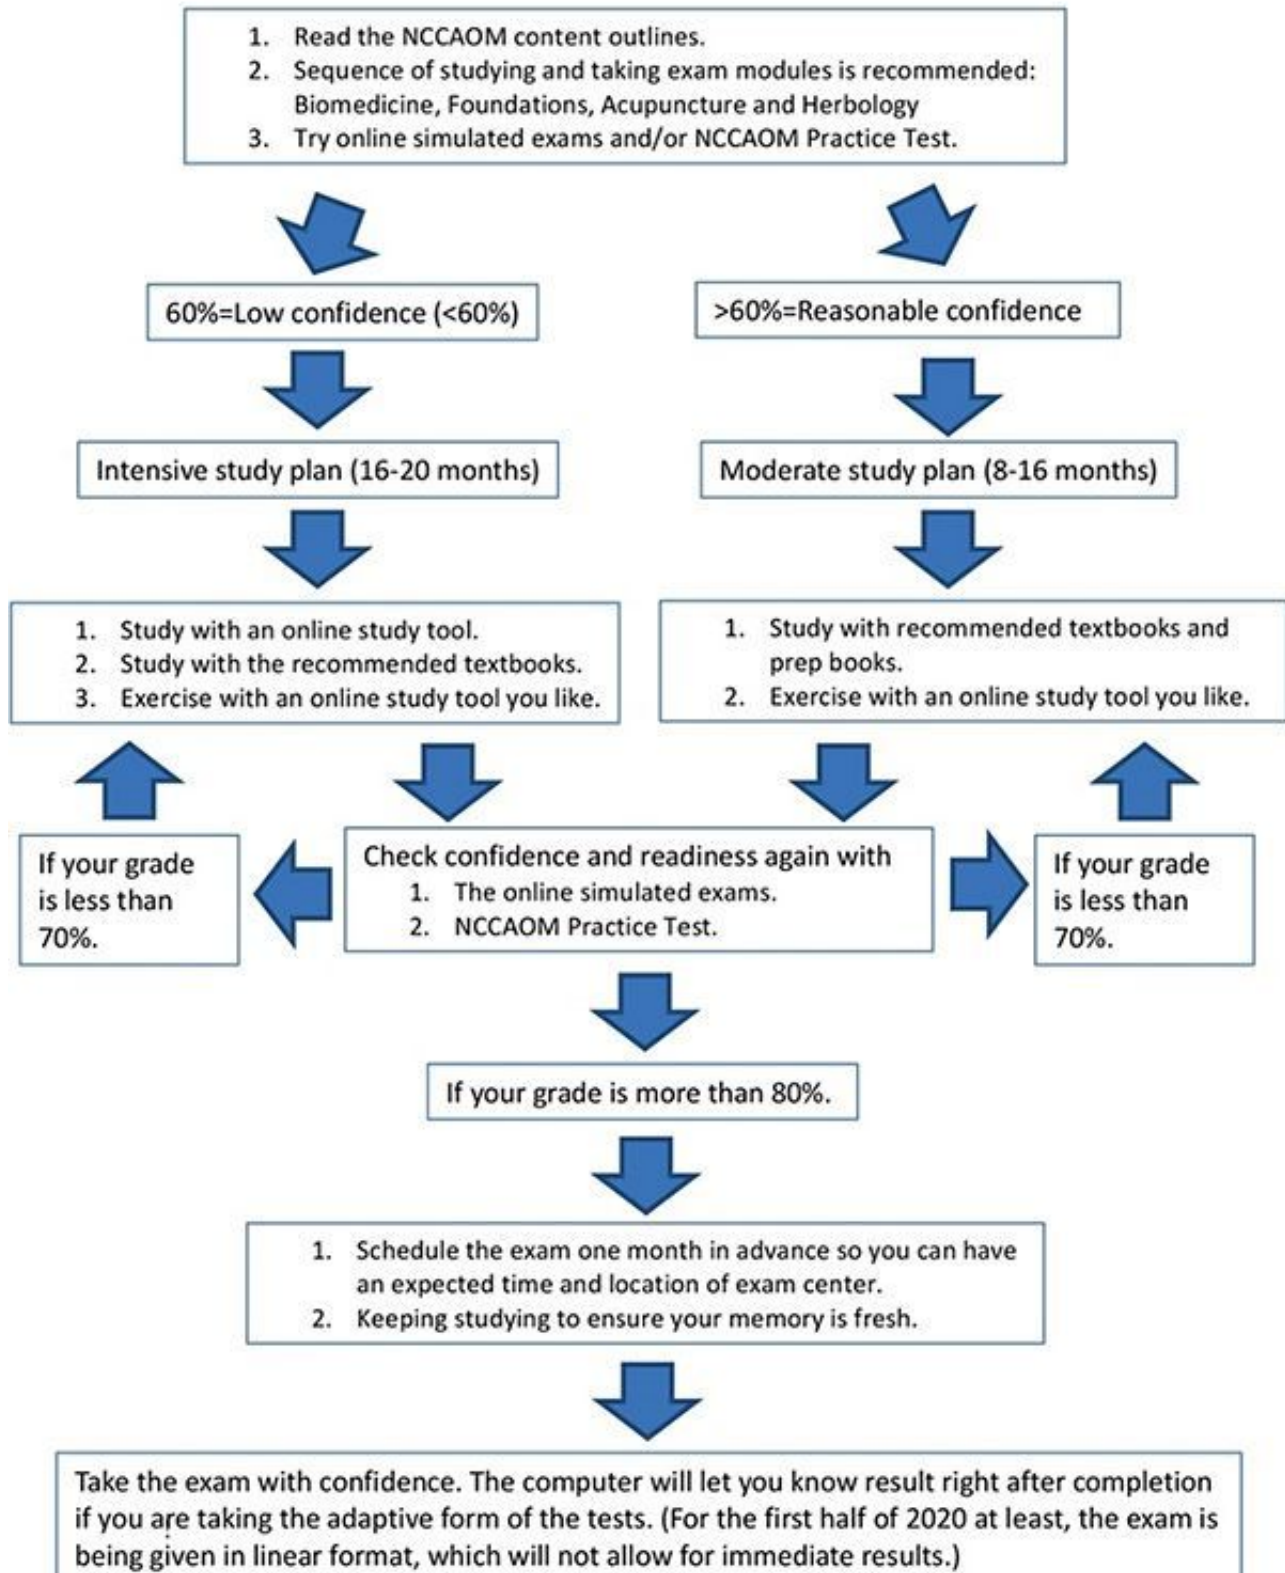 1. Read the NCCAOM content outlines.
2. Sequence of studying and taking exam modules is recommended:
Biomedicine, Foundations, Acupuncture and Herbology
3. Try online simulated exams and/or NCCAOM Practice Test.
60%=Low confidence (<60%)
>60%=Reasonable confidence
Intensive study plan (16-20 months)
Moderate study plan (8-16 months)
1. Study with an online study tool.
2. Study with the recommended textbooks.
3. Exercise with an online study tool you like.
1. Study with recommended textbooks and
prep books.
2. Exercise with an online study tool you like.
If your grade
is less than
70%.
Check confidence and readiness again with
1. The online simulated exams.
2. NCCAOM Practice Test.
If your grade
is less than
70%.
If your grade is more than 80%.
1. Schedule the exam one month in advance so you can have
an expected time and location of exam center.
2. Keeping studying to ensure your memory is fresh.
Take the exam with confidence. The computer will let you know result right after completion
if you are taking the adaptive form of the tests. (For the first half of 2020 at least, the exam is
being given in linear format, which will not allow for immediate results.)